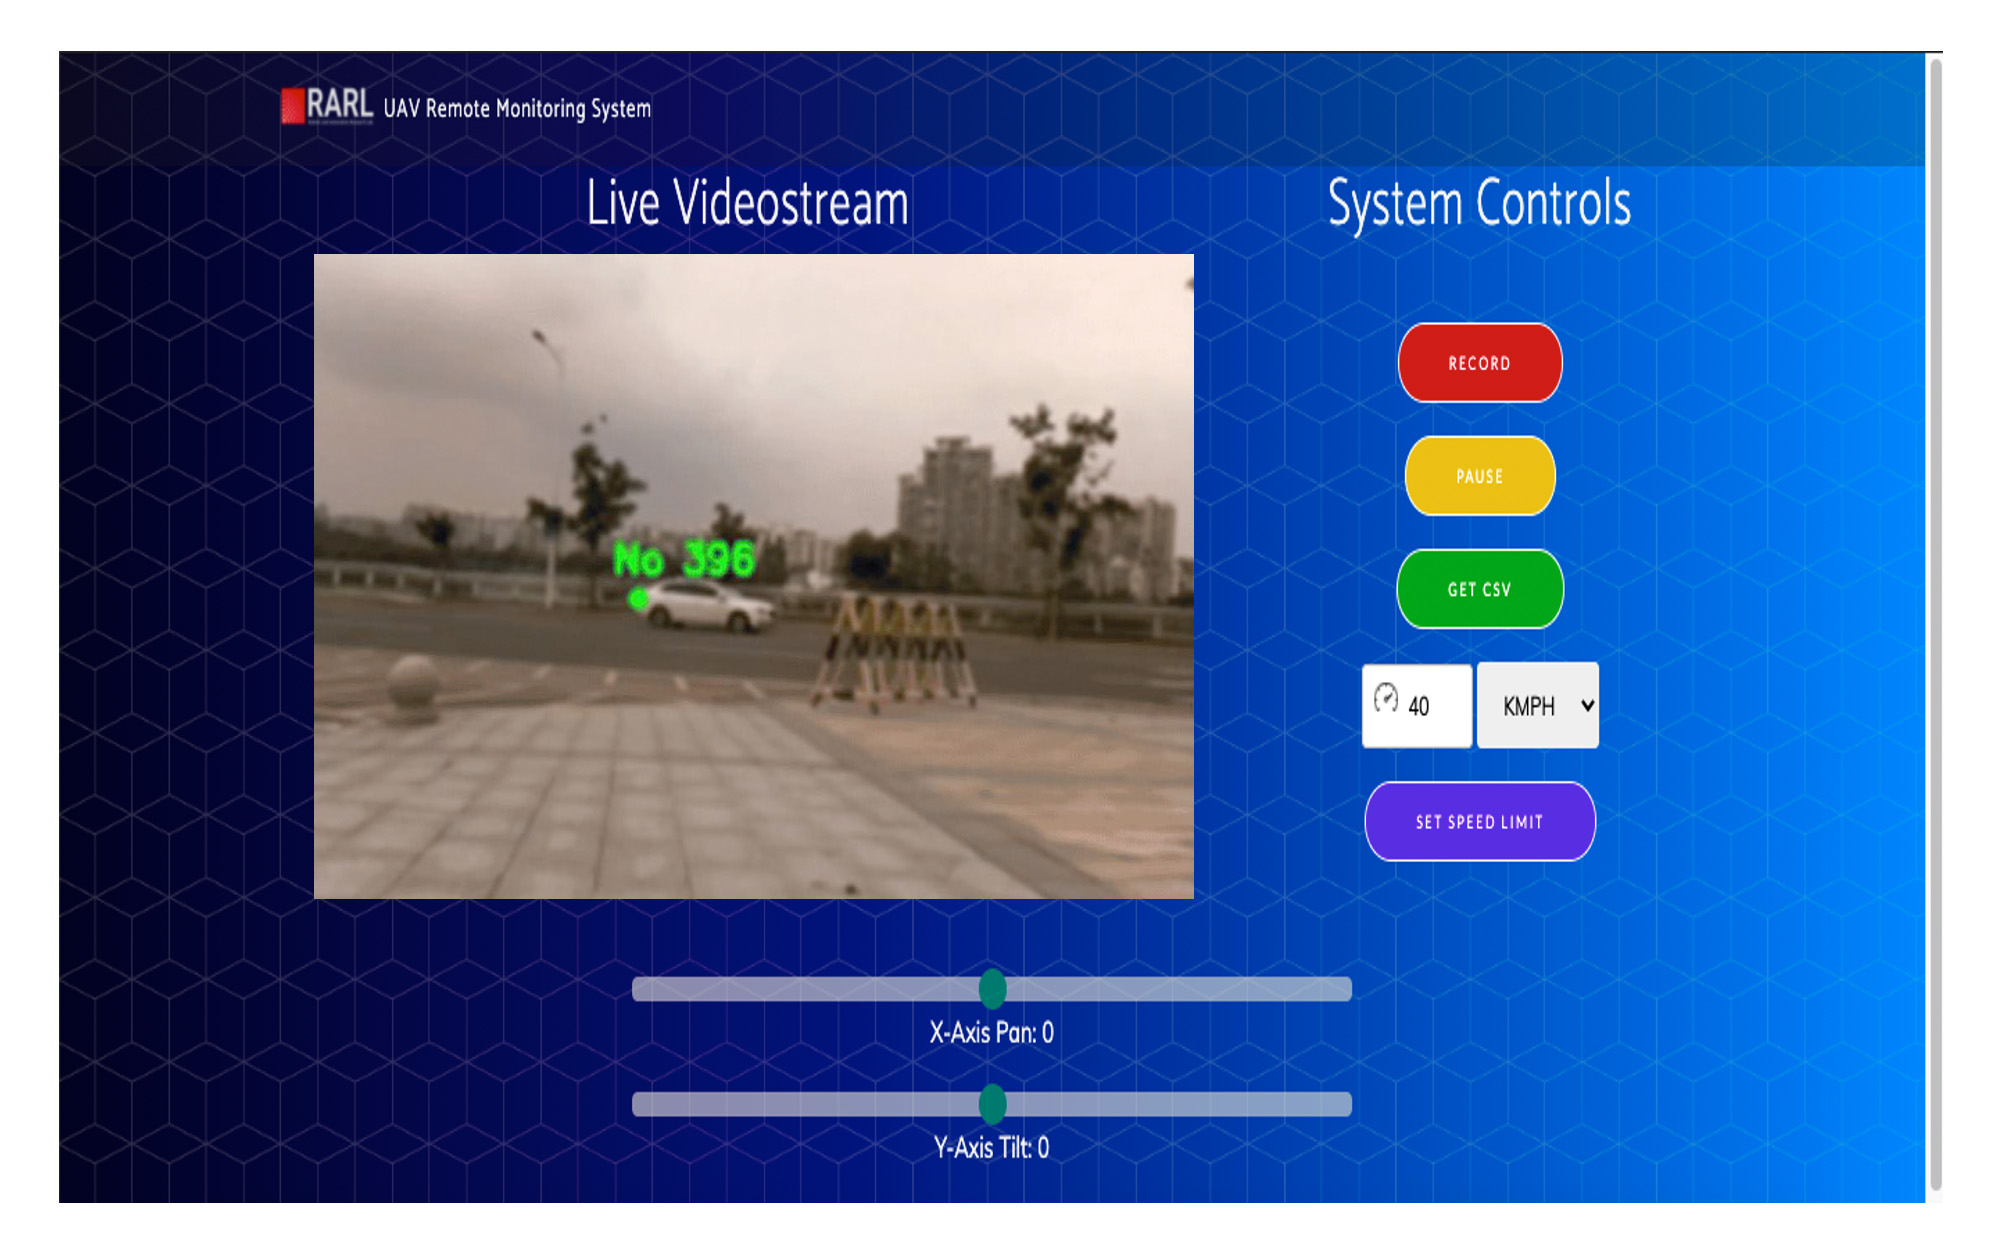 RARL UAV Remote Monitoring System
Live Videostream
System Controls
No 396
RECORD
PAUSE
GET CSV
40 KMPH
SET SPEED LIMIT
X-Axis Pan: 0
Y-Axis Tilt: 0